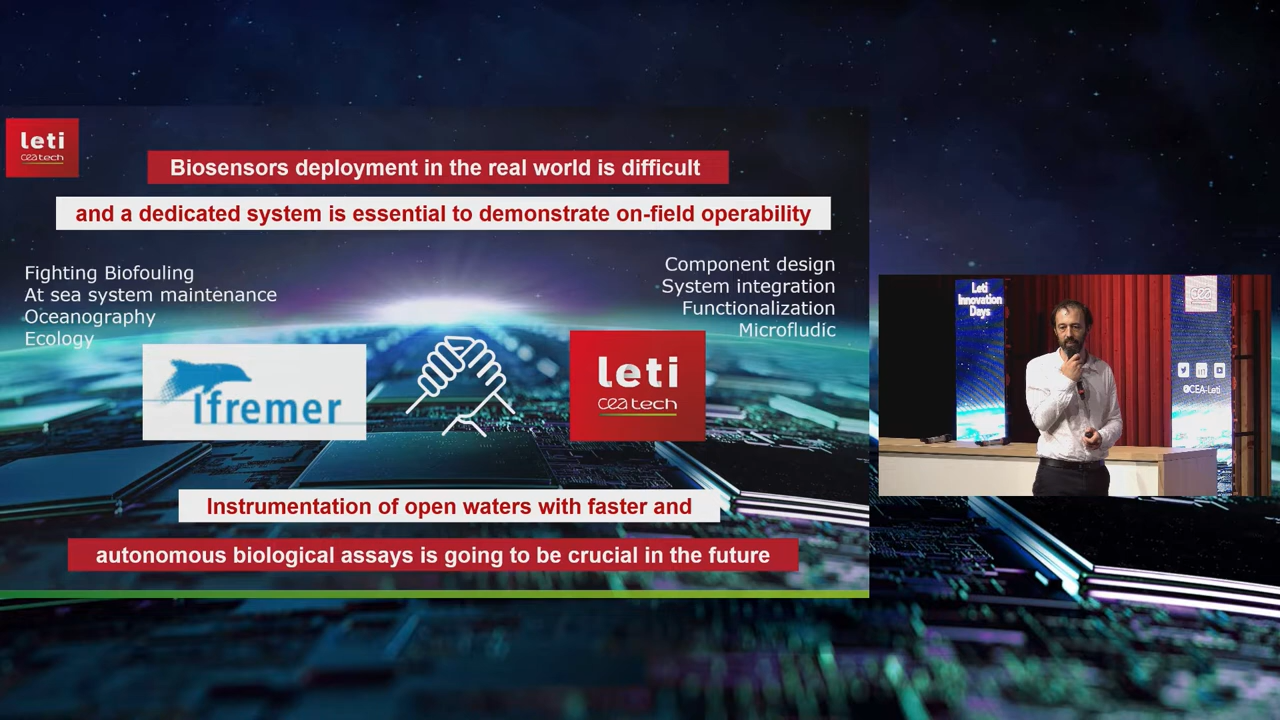 leti
cea tech
Biosensors deployment in the real world is difficult
and a dedicated system is essential to demonstrate on-field operability
Fighting Biofouling
At sea system maintenance
Oceanography
Ecology
Component design
System integration
Functionalization
Microfludic
Ifremer
leti
cea tech
Instrumentation of open waters with faster and
autonomous biological assays is going to be crucial in the future
Leti
Innovation
Days
cea
@CEA-Leti